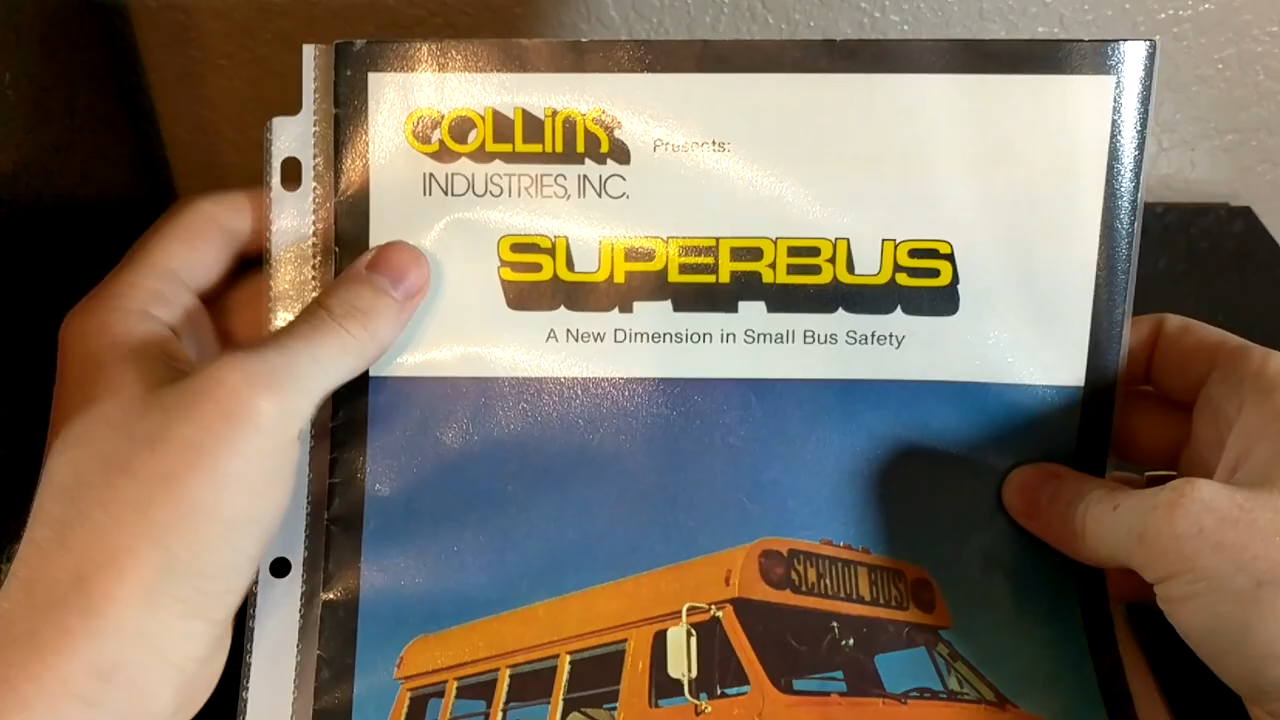 COLLiNS Presents:
INDUSTRIES, INC.
SUPERBUS
A New Dimension in Small Bus Safety
SCHOOL BUS